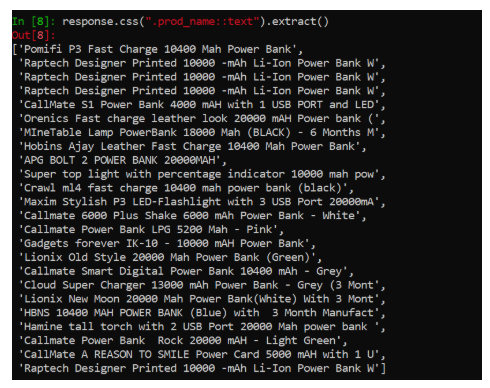 In [8]: response.css(".prod_name::text").extract()
Out[8]:
['Pomifi P3 Fast Charge 10400 Mah Power Bank',
 'Raptech Designer Printed 10000 -mAh Li-Ion Power Bank W',
 'Raptech Designer Printed 10000 -mAh Li-Ion Power Bank W',
 'Raptech Designer Printed 10000 -mAh Li-Ion Power Bank W',
 'CallMate S1 Power Bank 4000 mAH with 1 USB PORT and LED',
 'Orenics Fast charge leather look 20000 mAH Power bank (',
 'MIneTable Lamp PowerBank 18000 Mah (BLACK) - 6 Months M',
 'Hobins Ajay Leather Fast Charge 10400 Mah Power Bank',
 'APG BOLT 2 POWER BANK 20000MAH',
 'Super top light with percentage indicator 10000 mah pow',
 'Crawl ml4 fast charge 10400 mah power bank (black)',
 'Maxim Stylish P3 LED-Flashlight with 3 USB Port 20000mA',
 'Callmate 6000 Plus Shake 6000 mAh Power Bank - White',
 'Callmate Power Bank LPG 5200 Mah - Pink',
 'Gadgets forever IK-10 - 10000 mAH Power Bank',
 'Lionix Old Style 20000 Mah Power Bank (Green)',
 'Callmate Smart Digital Power Bank 10400 mAh - Grey',
 'Cloud Super Charger 13000 mAh Power Bank - Grey (3 Mont',
 'Lionix New Moon 20000 Mah Power Bank(White) With 3 Mont',
 'HBNS 10400 MAH POWER BANK (Blue) with  3 Month Manufact',
 'Hamine tall torch with 2 USB Port 20000 Mah power bank ',
 'Callmate Power Bank  Rock 20000 mAH - Light Green',
 'CallMate A REASON TO SMILE Power Card 5000 mAH with 1 U',
 'Raptech Designer Printed 10000 -mAh Li-Ion Power Bank W']